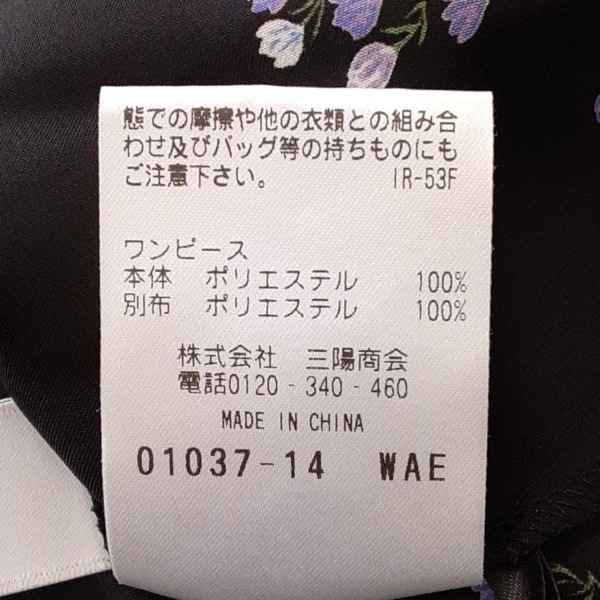 態での摩擦や他の衣類との組み合
わせ及びバッグ等の持ちものにも
ご注意下さい。 IR-53F
ワンピース
本体 ポリエステル 100%
別布 ポリエステル 100%
株式会社 三陽商会
電話0120-340-460
MADE IN CHINA
01037-14 WAE